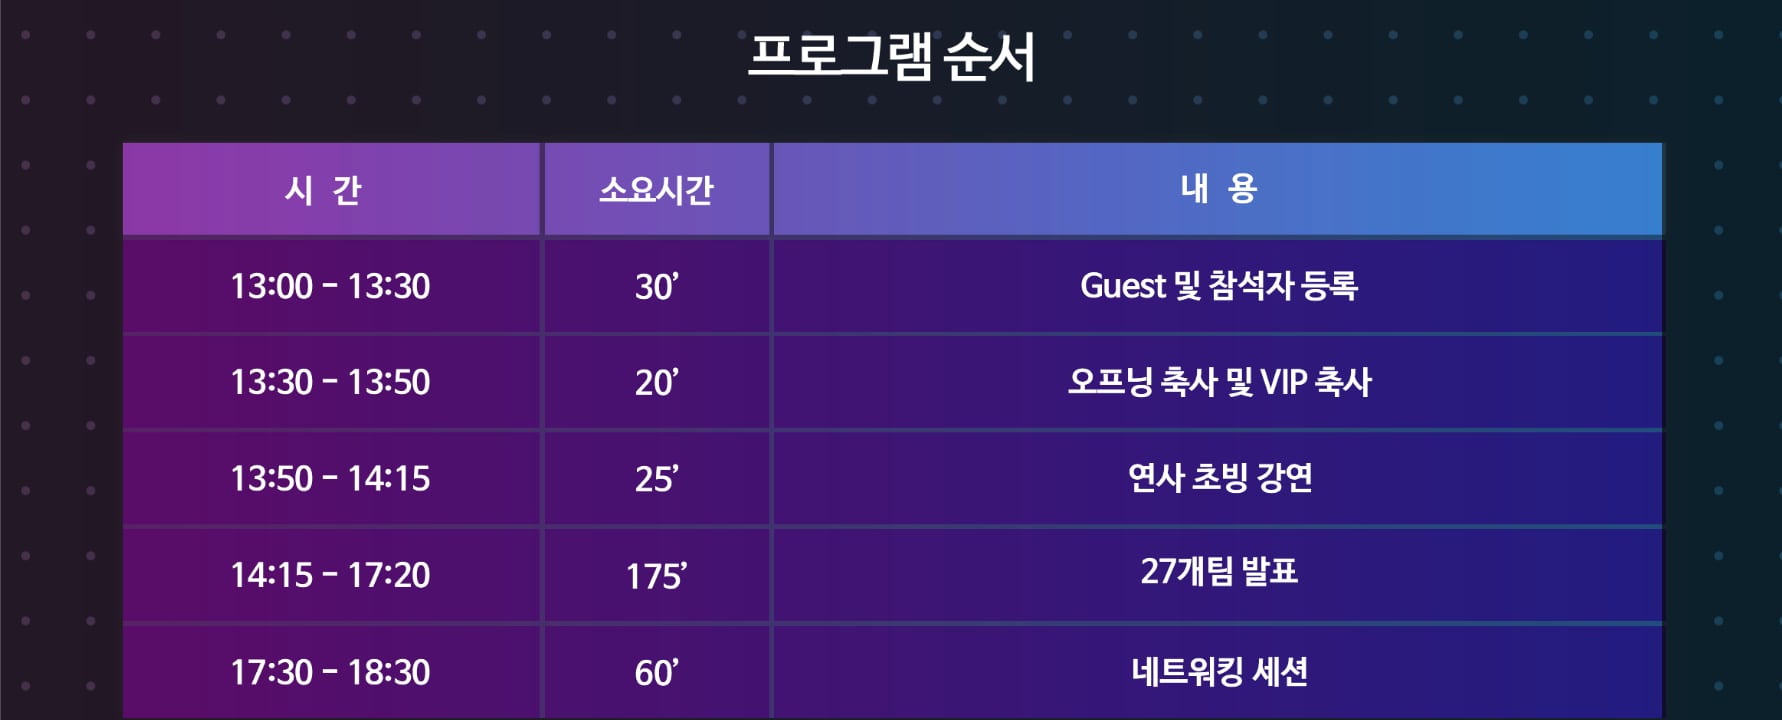 프로그램 순서
시 간 소요시간 내 용
13:00 - 13:30 30’ Guest 및 참석자 등록
13:30 - 13:50 20’ 오프닝 축사 및 VIP 축사
13:50 - 14:15 25’ 연사 초빙 강연
14:15 - 17:20 175’ 27개팀 발표
17:30 - 18:30 60’ 네트워킹 세션